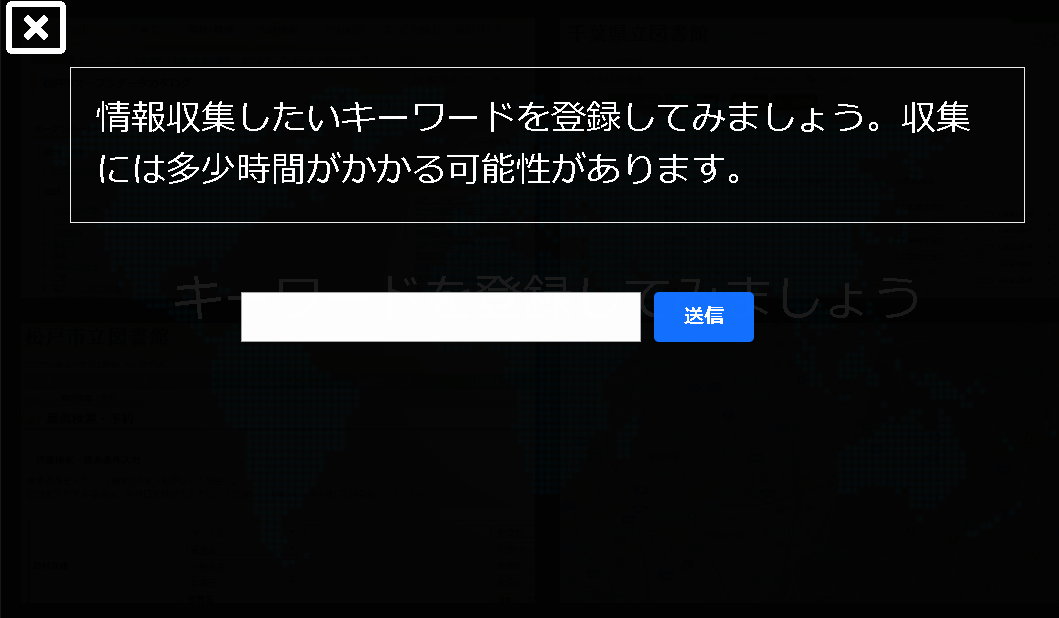 情報収集したいキーワードを登録してみましょう。収集
には多少時間がかかる可能性があります。
キーワードを登録してみましょう
送信